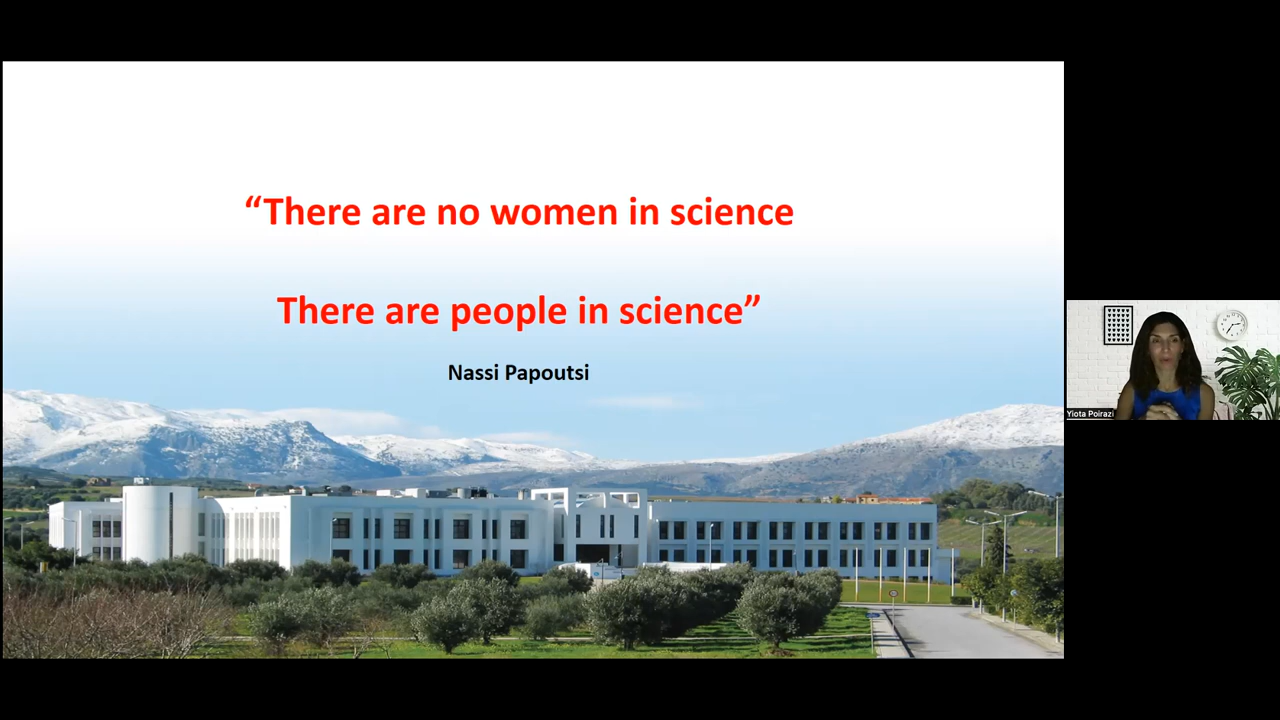 “There are no women in science
There are people in science”
Nassi Papoutsi
Yiota Poirazi